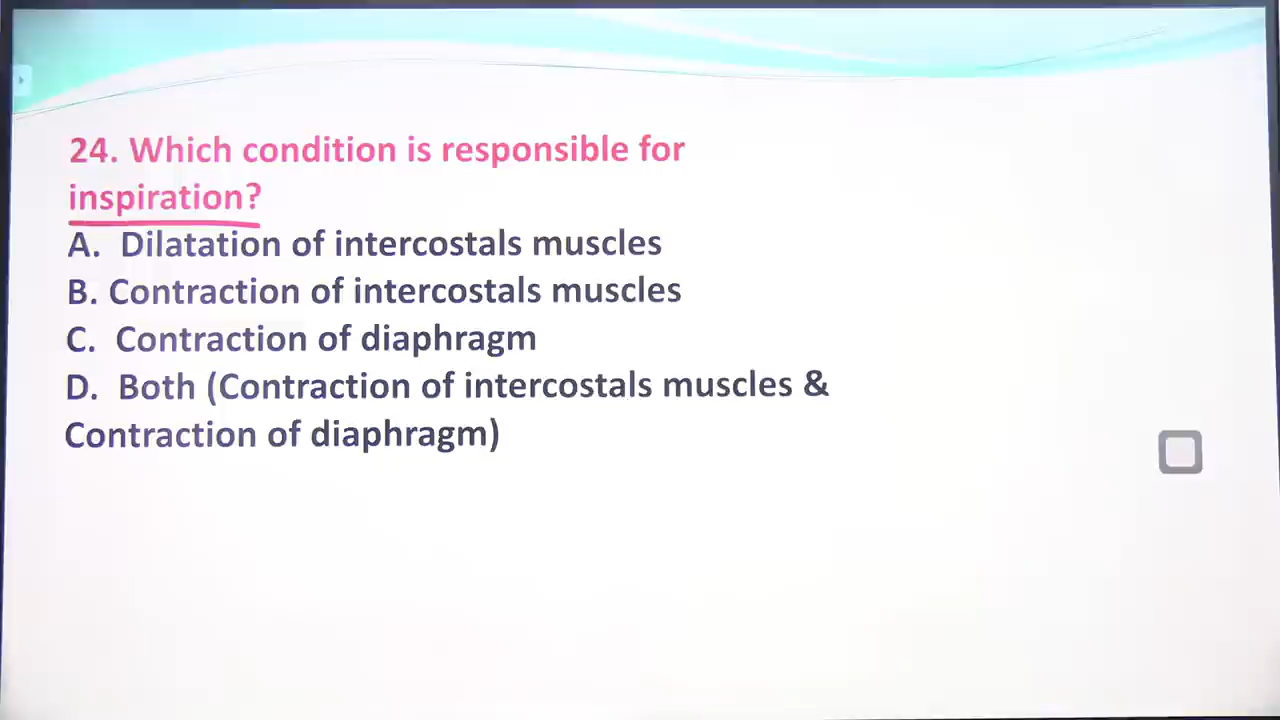 24. Which condition is responsible for
inspiration?
A. Dilatation of intercostals muscles
B. Contraction of intercostals muscles
C. Contraction of diaphragm
D. Both (Contraction of intercostals muscles &
Contraction of diaphragm)